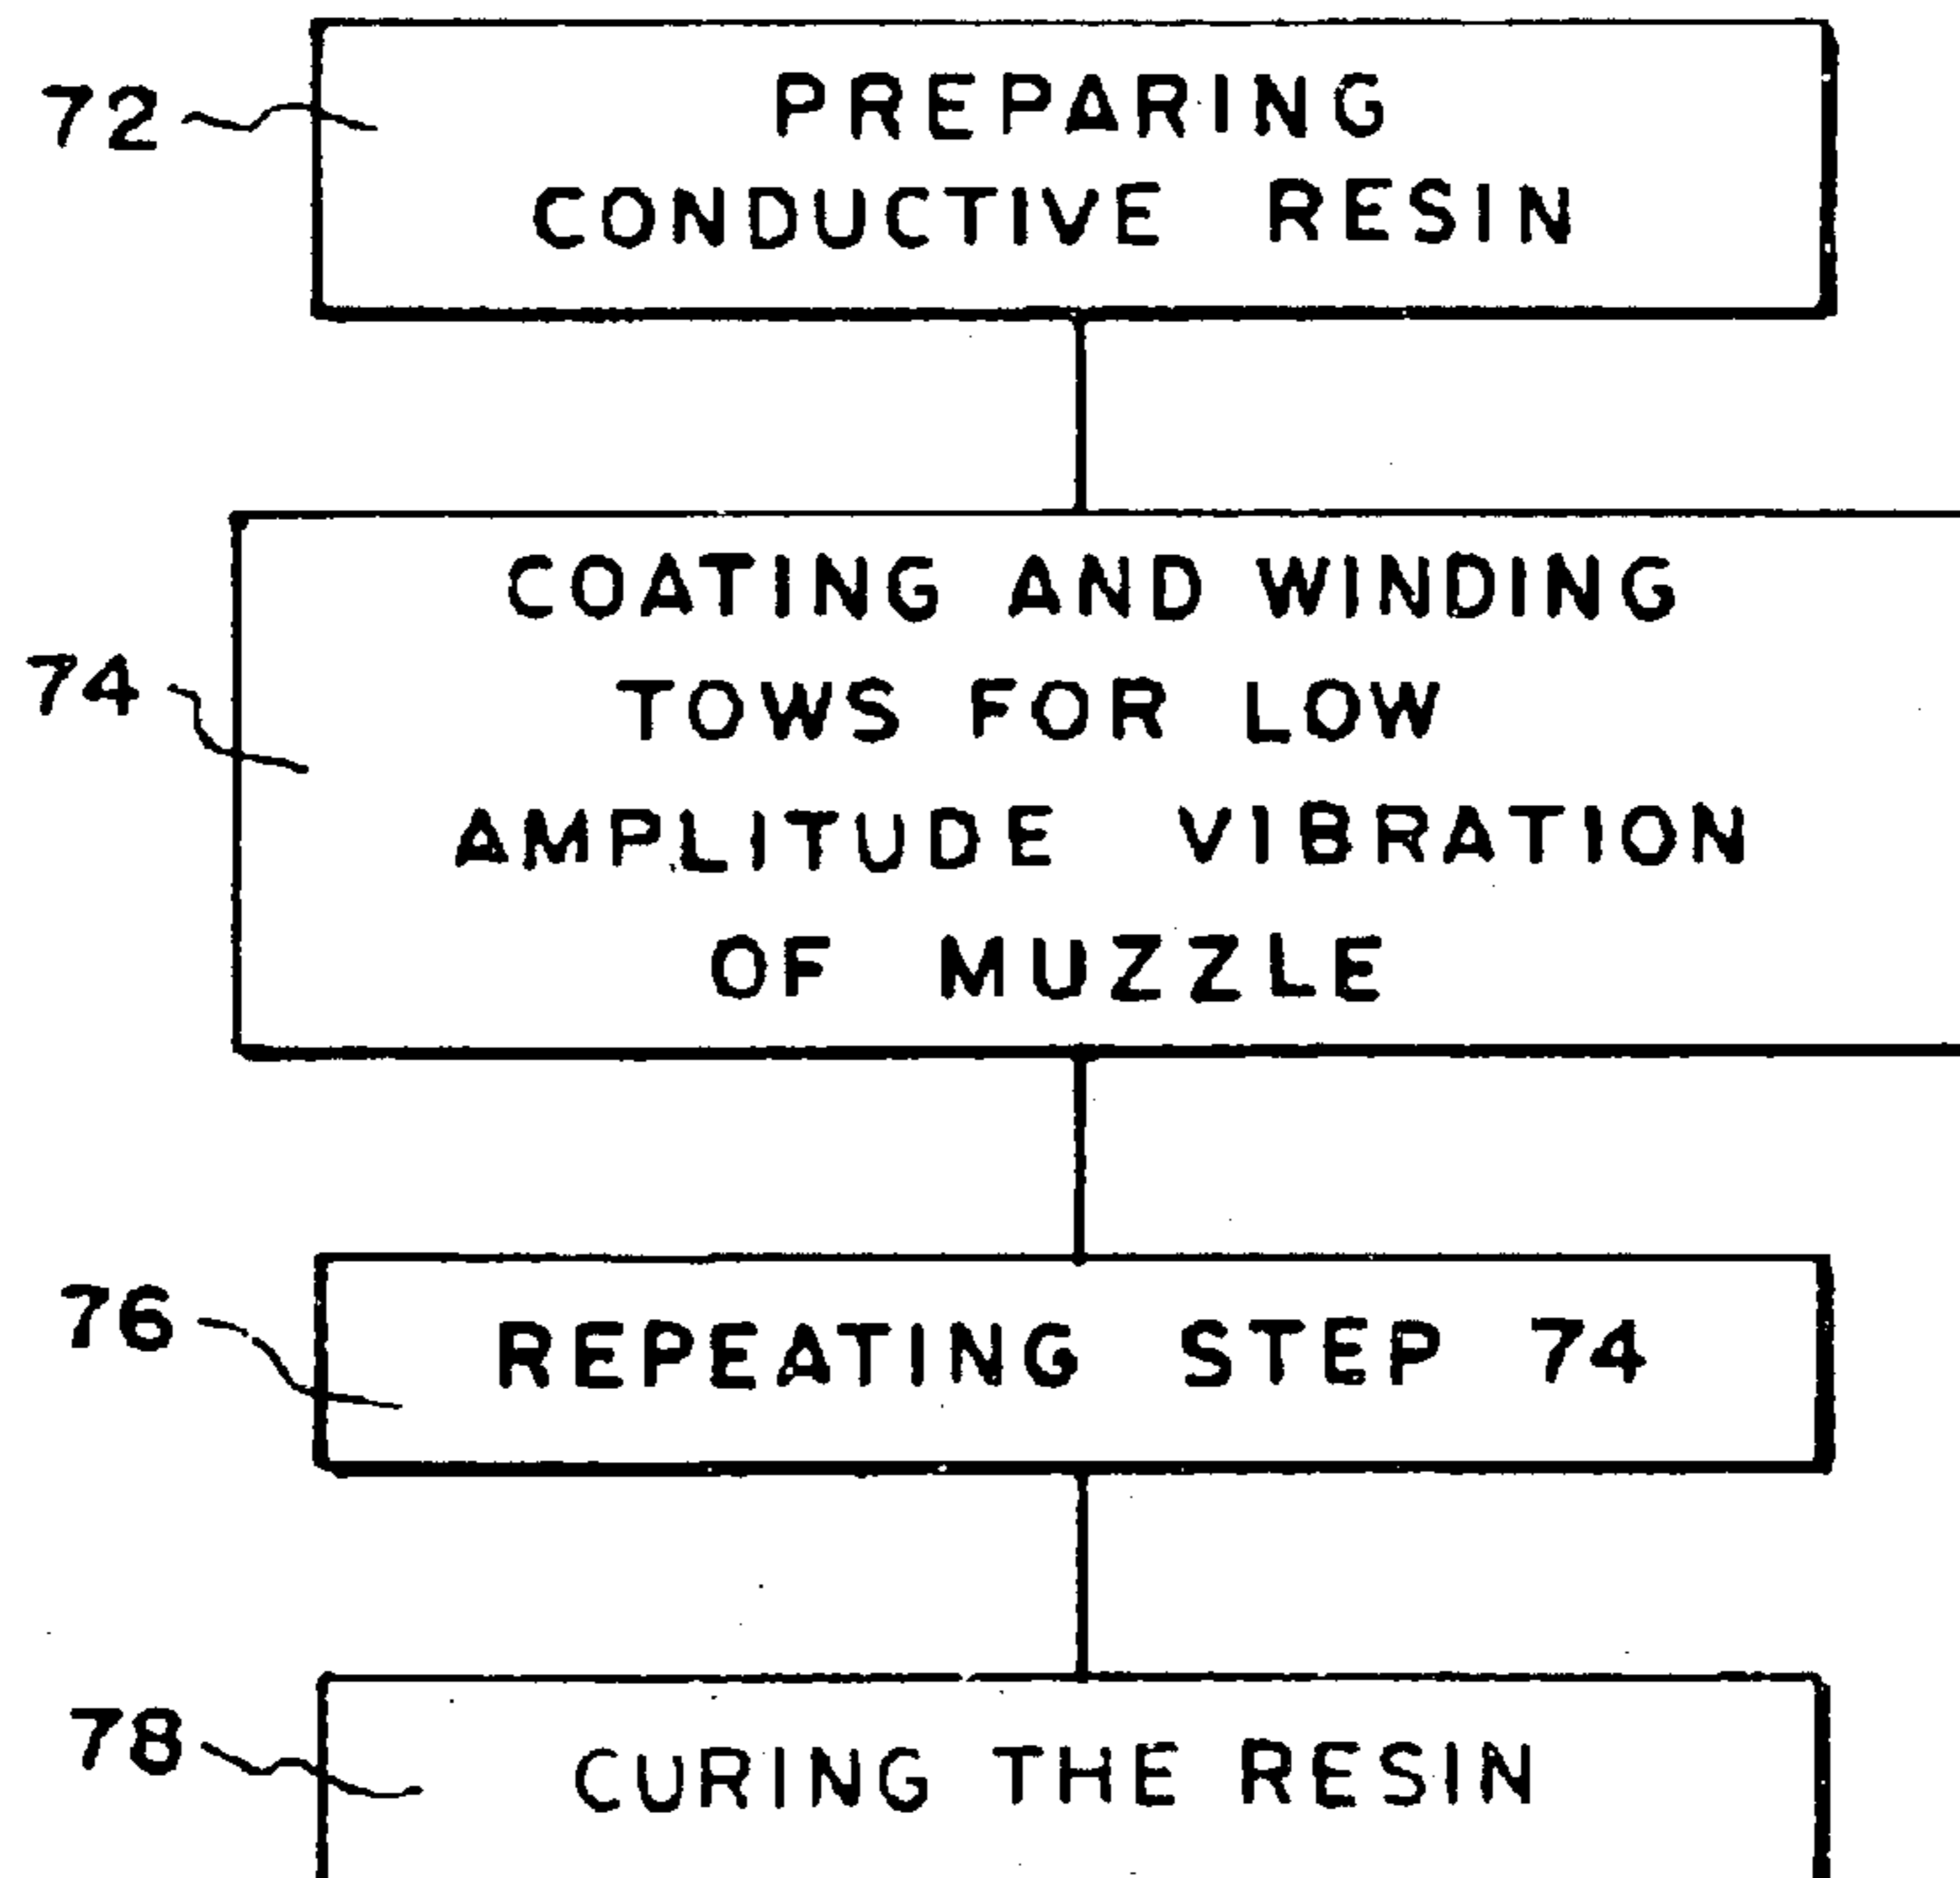 72
PREPARING
CONDUCTIVE RESIN
74
COATING AND WINDING
TOWS FOR LOW
AMPLITUDE VIBRATION
OF MUZZLE
76
REPEATING STEP 74
78
CURING THE RESIN